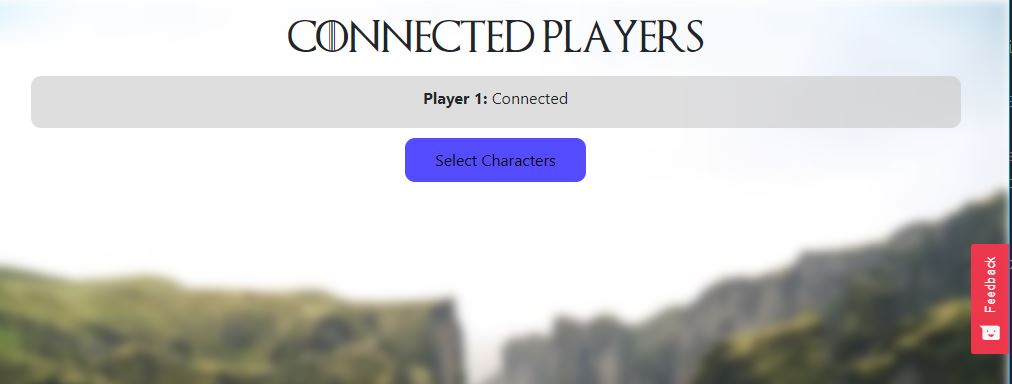 CONNECTED PLAYERS
Player 1: Connected
Select Characters
Feedback